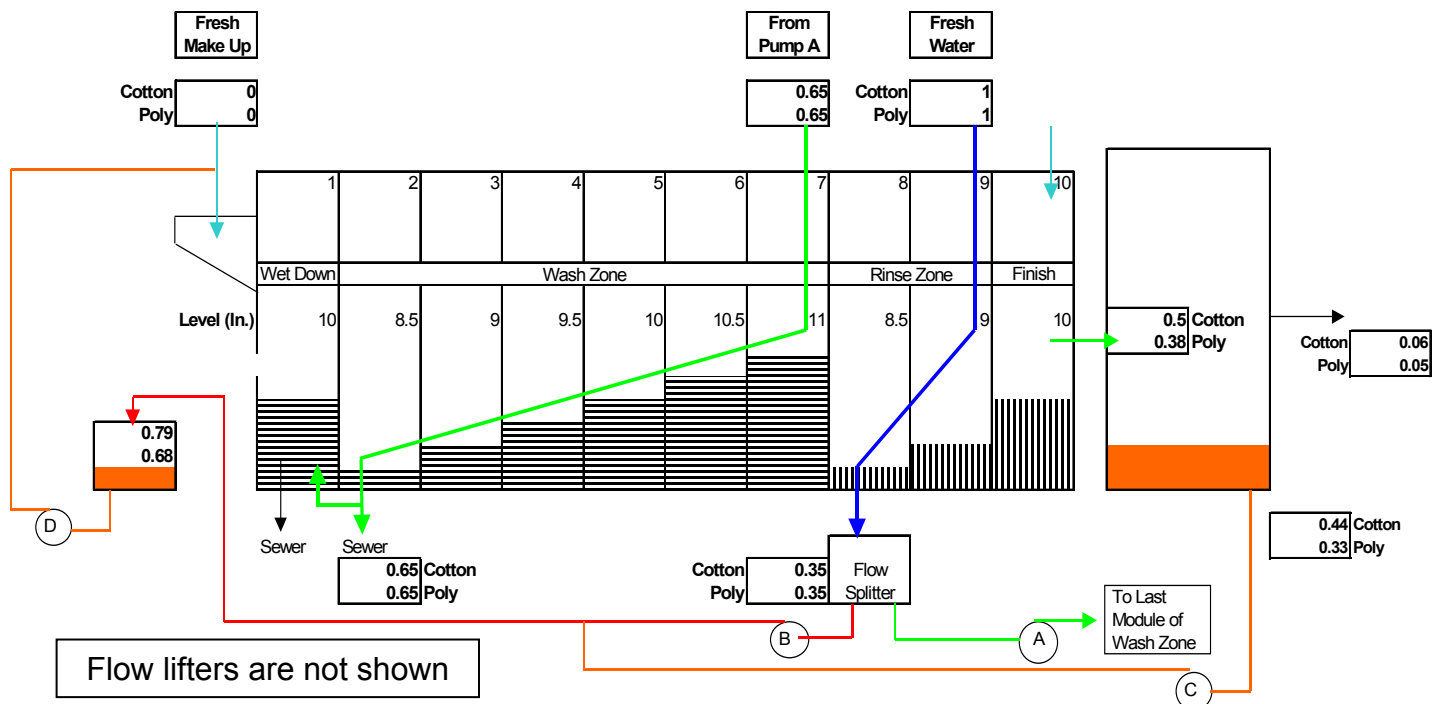 Fresh
Make Up
From
Pump A
Fresh
Water
Cotton 0
Poly 0
0.65
0.65
Cotton 1
Poly 1
1 2 3 4 5 6 7 8 9 10
Wet Down Wash Zone Rinse Zone Finish
Level (In.) 10 8.5 9 9.5 10 10.5 11 8.5 9 10
0.5 Cotton
0.38 Poly
Cotton 0.06
Poly 0.05
0.79
0.68
D
Sewer Sewer
0.65 Cotton
0.65 Poly
Cotton 0.35
Poly 0.35
Flow
Splitter
0.44 Cotton
0.33 Poly
To Last
Module of
Wash Zone
B
A
C
Flow lifters are not shown